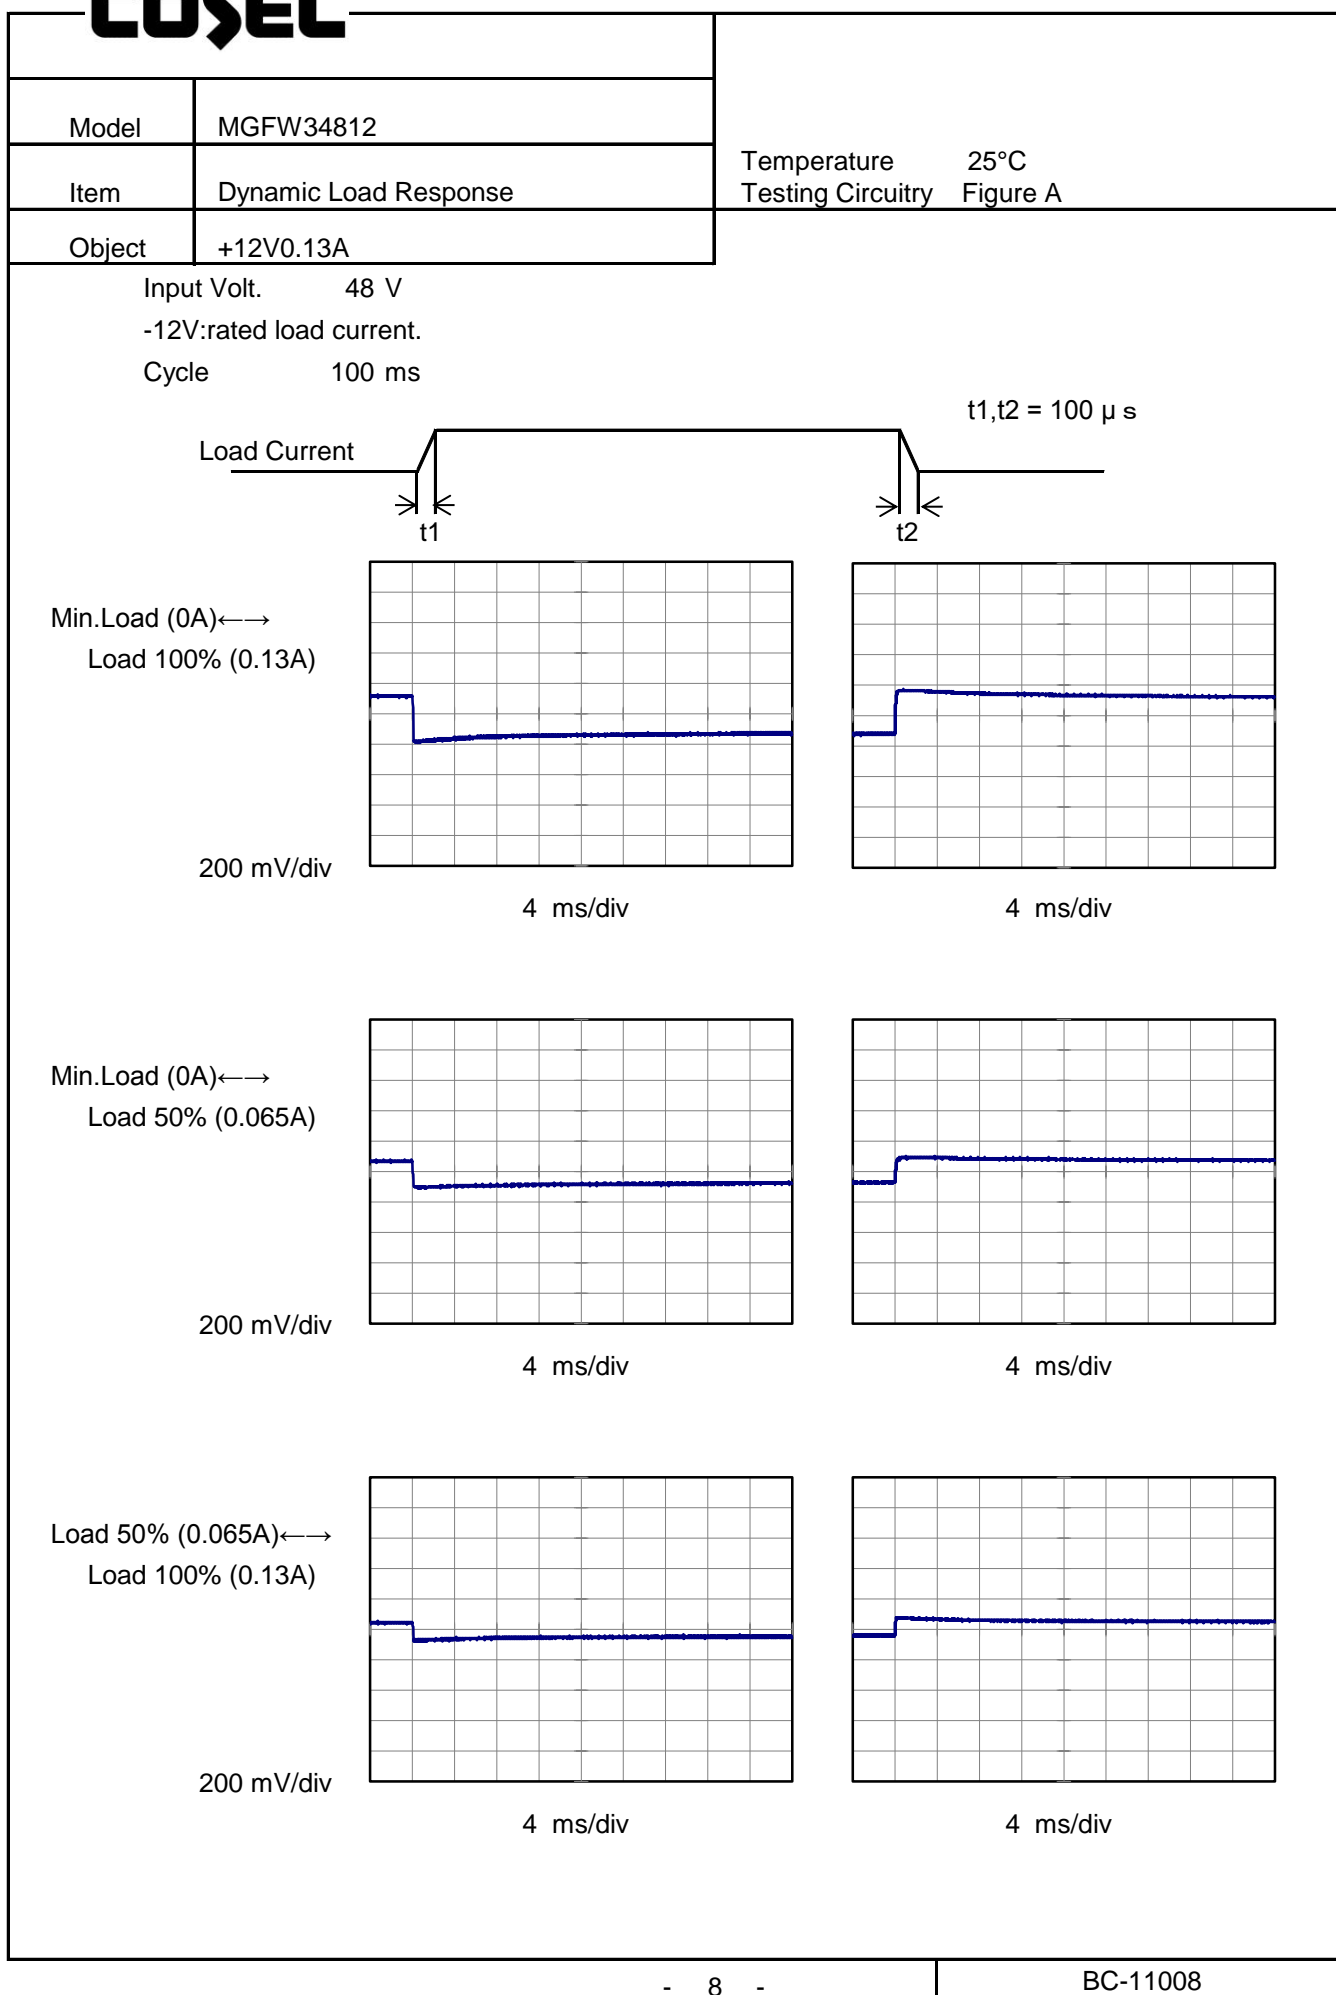 COSEL
Model MGFW34812
Temperature 25°C
Item Dynamic Load Response Testing Circuitry Figure A
Object +12V0.13A
Input Volt. 48 V
-12V:rated load current.
Cycle 100 ms
t1,t2 = 100 μ s
Load Current
t1 t2
Min.Load (0A)←→
Load 100% (0.13A)
200 mV/div
4 ms/div 4 ms/div
Min.Load (0A)←→
Load 50% (0.065A)
200 mV/div
4 ms/div 4 ms/div
Load 50% (0.065A)←→
Load 100% (0.13A)
200 mV/div
4 ms/div 4 ms/div
- 8 - BC-11008